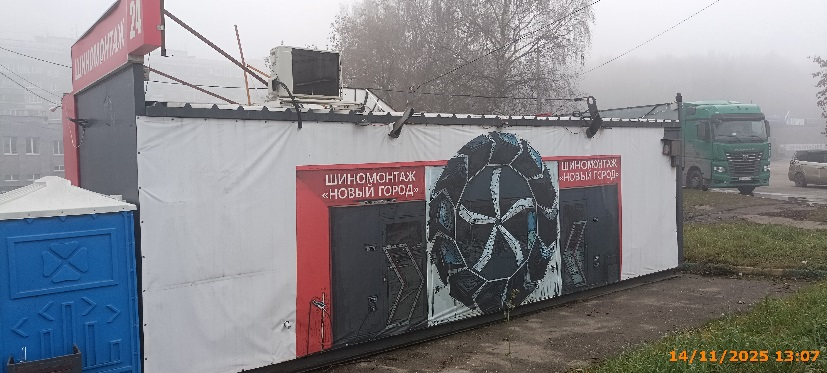 ШИНОМОНТАЖ
24
ШИНОМОНТАЖ
«НОВЫЙ ГОРОД»
ШИНОМОНТАЖ
«НОВЫЙ ГОРОД»
14/11/2025 13:07